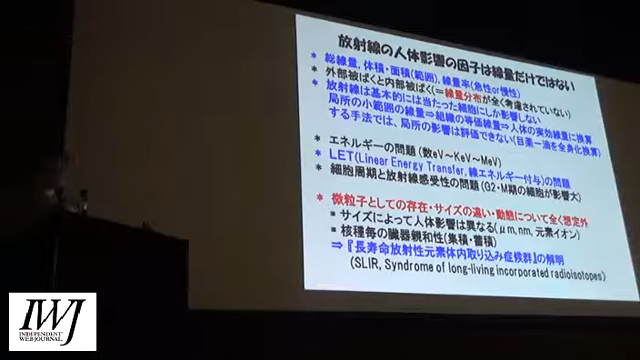 放射線の人体影響の因子は線量だけではない
* 総線量, 体積・面積(範囲), 線量率(急性or慢性)
* 外部被ばくと内部被ばく(=線量分布が全く考慮されていない)
* 放射線は基本的には当たった細胞にしか影響しない
局所の小範囲の線量⇒組織の等価線量⇒人体の実効線量に換算
する手法では、局所の影響は評価できない(目薬一滴を全身化換算)
* エネルギーの問題 (数eV~KeV~MeV)
* LET(Linear Energy Transfer, 線エネルギー付与)の問題
* 細胞周期と放射線感受性の問題 (G2・M期の細胞が影響大)
* 微粒子としての存在・サイズの違い・動態について全く想定外
* サイズによって人体影響は異なる(μm, nm, 元素イオン)
* 核種毎の臓器親和性(集積・蓄積)
⇒『長寿命放射性元素体内取り込み症候群』の解明
(SLIR, Syndrome of long-living incorporated radioisotopes)
IWJ
INDEPENDENT
WEB JOURNAL